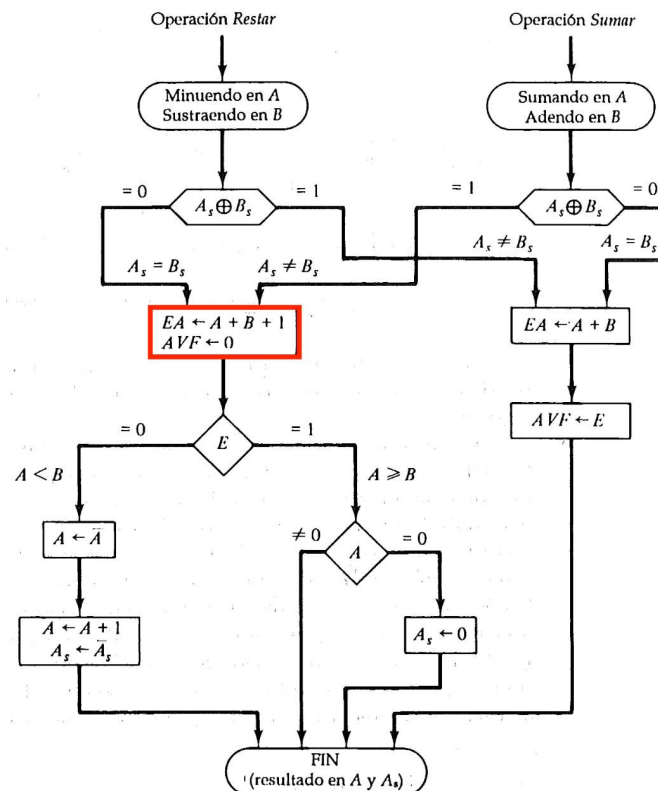 Operación Restar
Operación Sumar
Minuendo en A
Sustraendo en B
Sumando en A
Adendo en B
= 0
A_s ⊕ B_s
= 1
= 1
A_s ⊕ B_s
= 0
A_s = B_s
A_s ≠ B_s
A_s ≠ B_s
A_s = B_s
EA ← A + B̅ + 1
AVF ← 0
EA ← A + B
AVF ← E
= 0
E
= 1
A < B
A ⩾ B
A ← A̅
≠ 0
A
= 0
A ← A + 1
A_s ← A̅_s
A_s ← 0
FIN
(resultado en A y A_s)